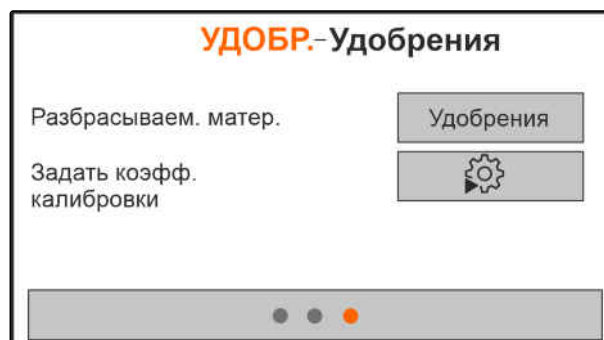 УДОБР.-Удобрения
Разбрасываем. матер.
Удобрения
Задать коэфф.
калибровки